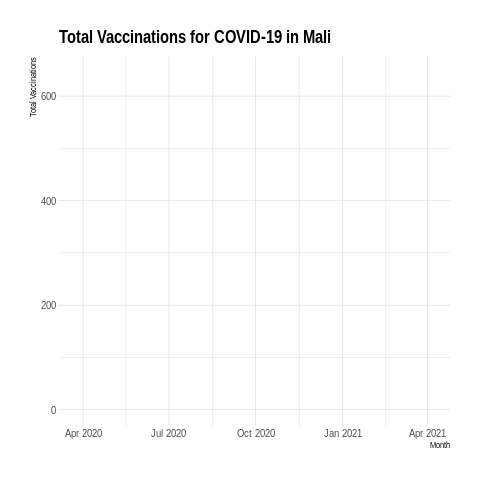 Total Vaccinations for COVID-19 in Mali
Total Vaccinations
600
400
200
0
Apr 2020 Jul 2020 Oct 2020 Jan 2021 Apr 2021
Month